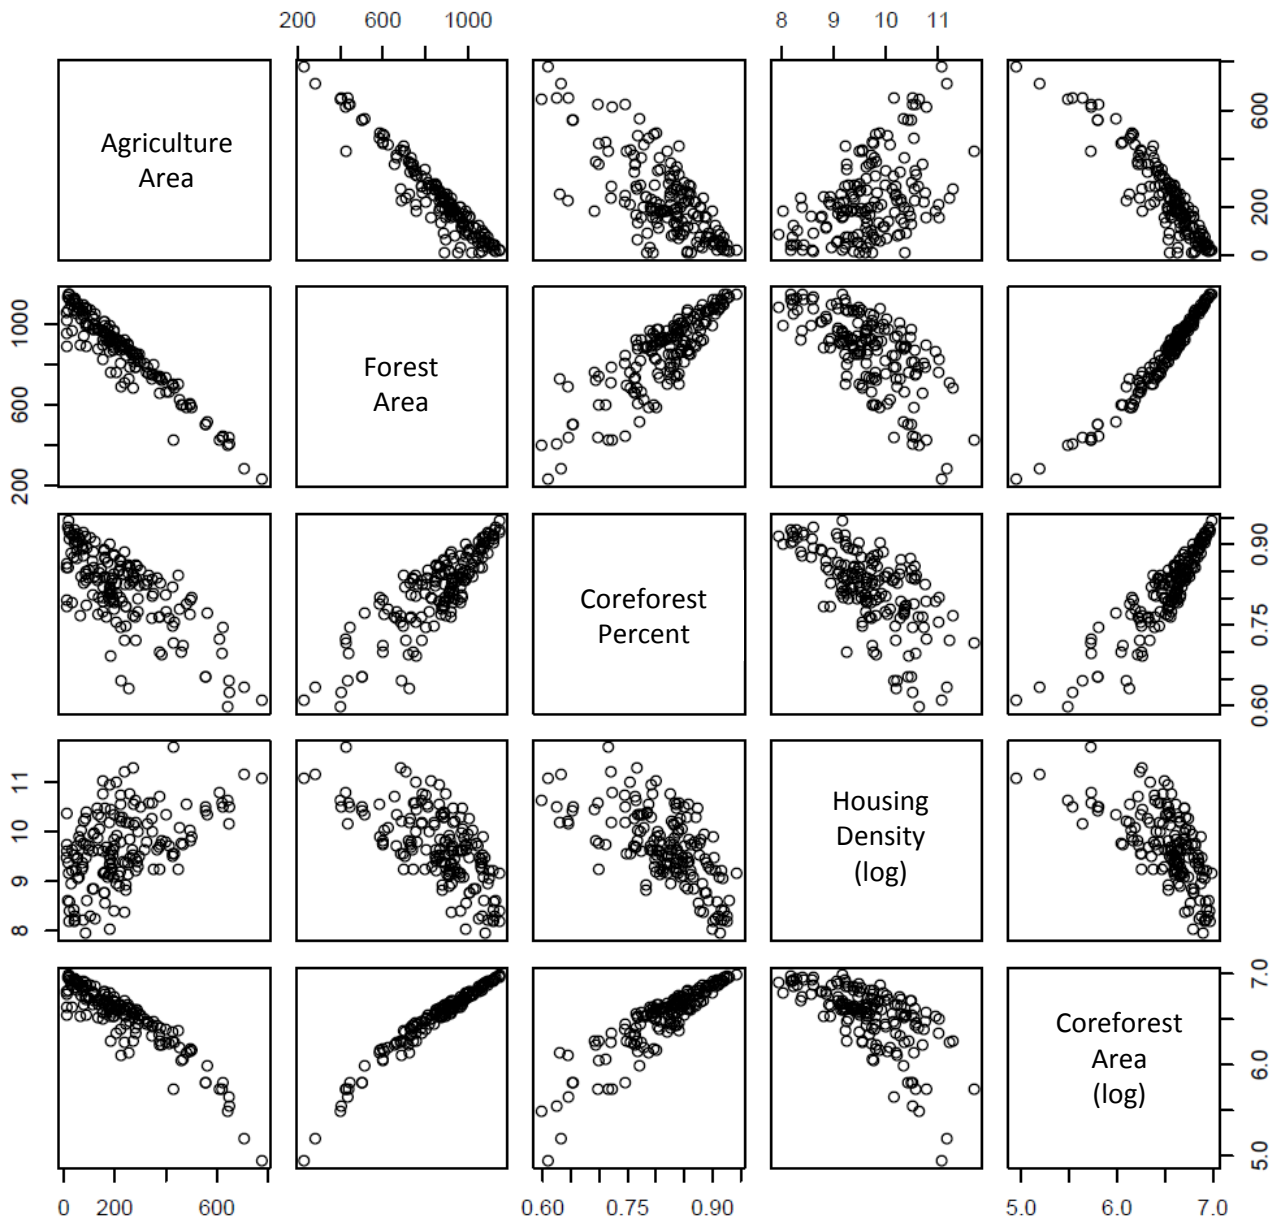 200 600 1000 8 9 10 11
Agriculture
Area
600
200
0
1000
600
200
Forest
Area
Coreforest
Percent
0.90
0.75
0.60
11
10
9
8
Housing
Density
(log)
Coreforest
Area
(log)
7.0
6.0
5.0
0 200 600 0.60 0.75 0.90 5.0 6.0 7.0